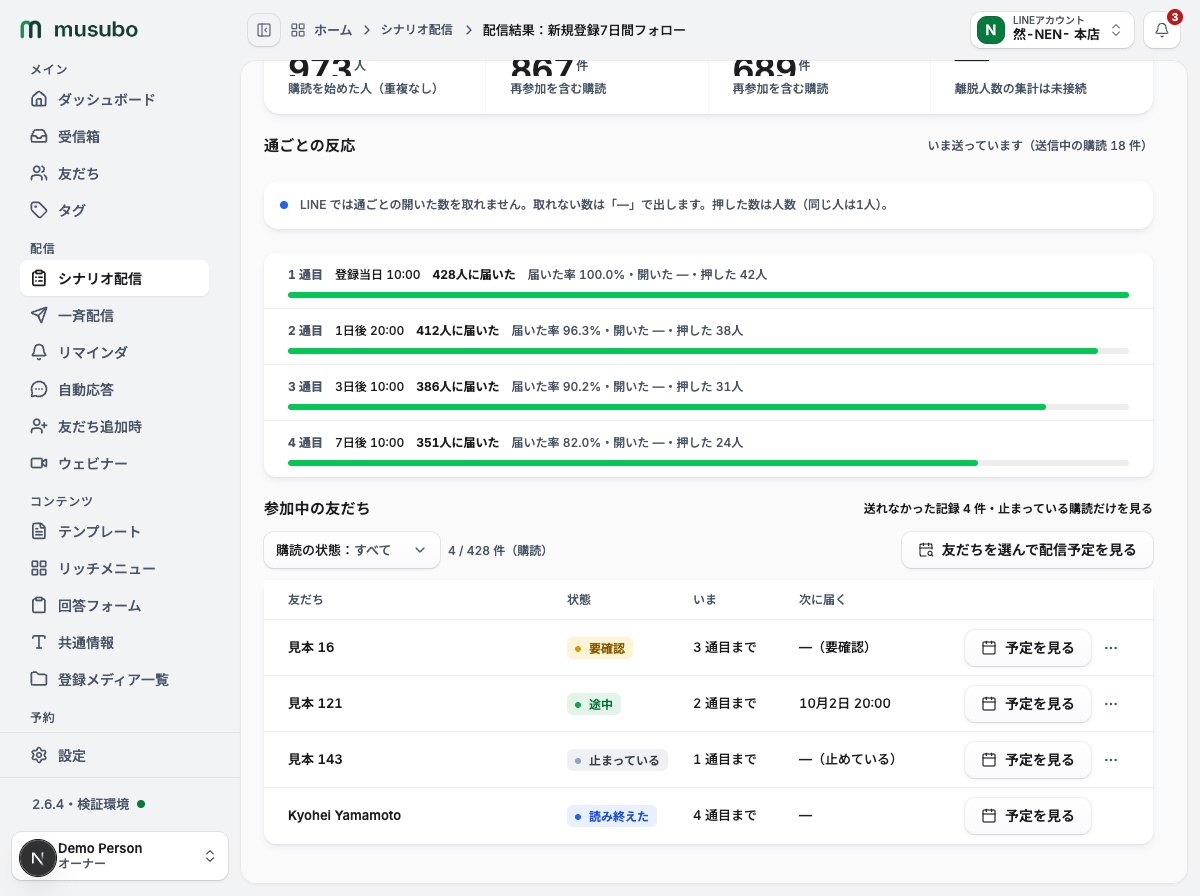 musubo
ホーム
シナリオ配信
配信結果：新規登録7日間フォロー
N
LINEアカウント
然-NEN- 本店
3
メイン
ダッシュボード
受信箱
友だち
タグ
配信
シナリオ配信
一斉配信
リマインダ
自動応答
友だち追加時
ウェビナー
コンテンツ
テンプレート
リッチメニュー
回答フォーム
共通情報
登録メディア一覧
予約
設定
2.6.4・検証環境
N
Demo Person
オーナー
973人
購読を始めた人（重複なし）
867件
再参加を含む購読
689件
再参加を含む購読
—
離脱人数の集計は未接続
通ごとの反応
いま送っています（送信中の購読 18 件）
LINE では通ごとの開いた数を取れません。取れない数は「—」で出します。押した数は人数（同じ人は1人）。
1 通目 登録当日 10:00 428人に届いた 届いた率 100.0%・開いた —・押した 42人
2 通目 1日後 20:00 412人に届いた 届いた率 96.3%・開いた —・押した 38人
3 通目 3日後 10:00 386人に届いた 届いた率 90.2%・開いた —・押した 31人
4 通目 7日後 10:00 351人に届いた 届いた率 82.0%・開いた —・押した 24人
参加中の友だち
送れなかった記録 4 件・止まっている購読だけを見る
購読の状態：すべて
4 / 428 件（購読）
友だちを選んで配信予定を見る
友だち 状態 いま 次に届く
見本 16 要確認 3 通目まで —（要確認） 予定を見る …
見本 121 途中 2 通目まで 10月2日 20:00 予定を見る …
見本 143 止まっている 1 通目まで —（止めている） 予定を見る …
Kyohei Yamamoto 読み終えた 4 通目まで — 予定を見る